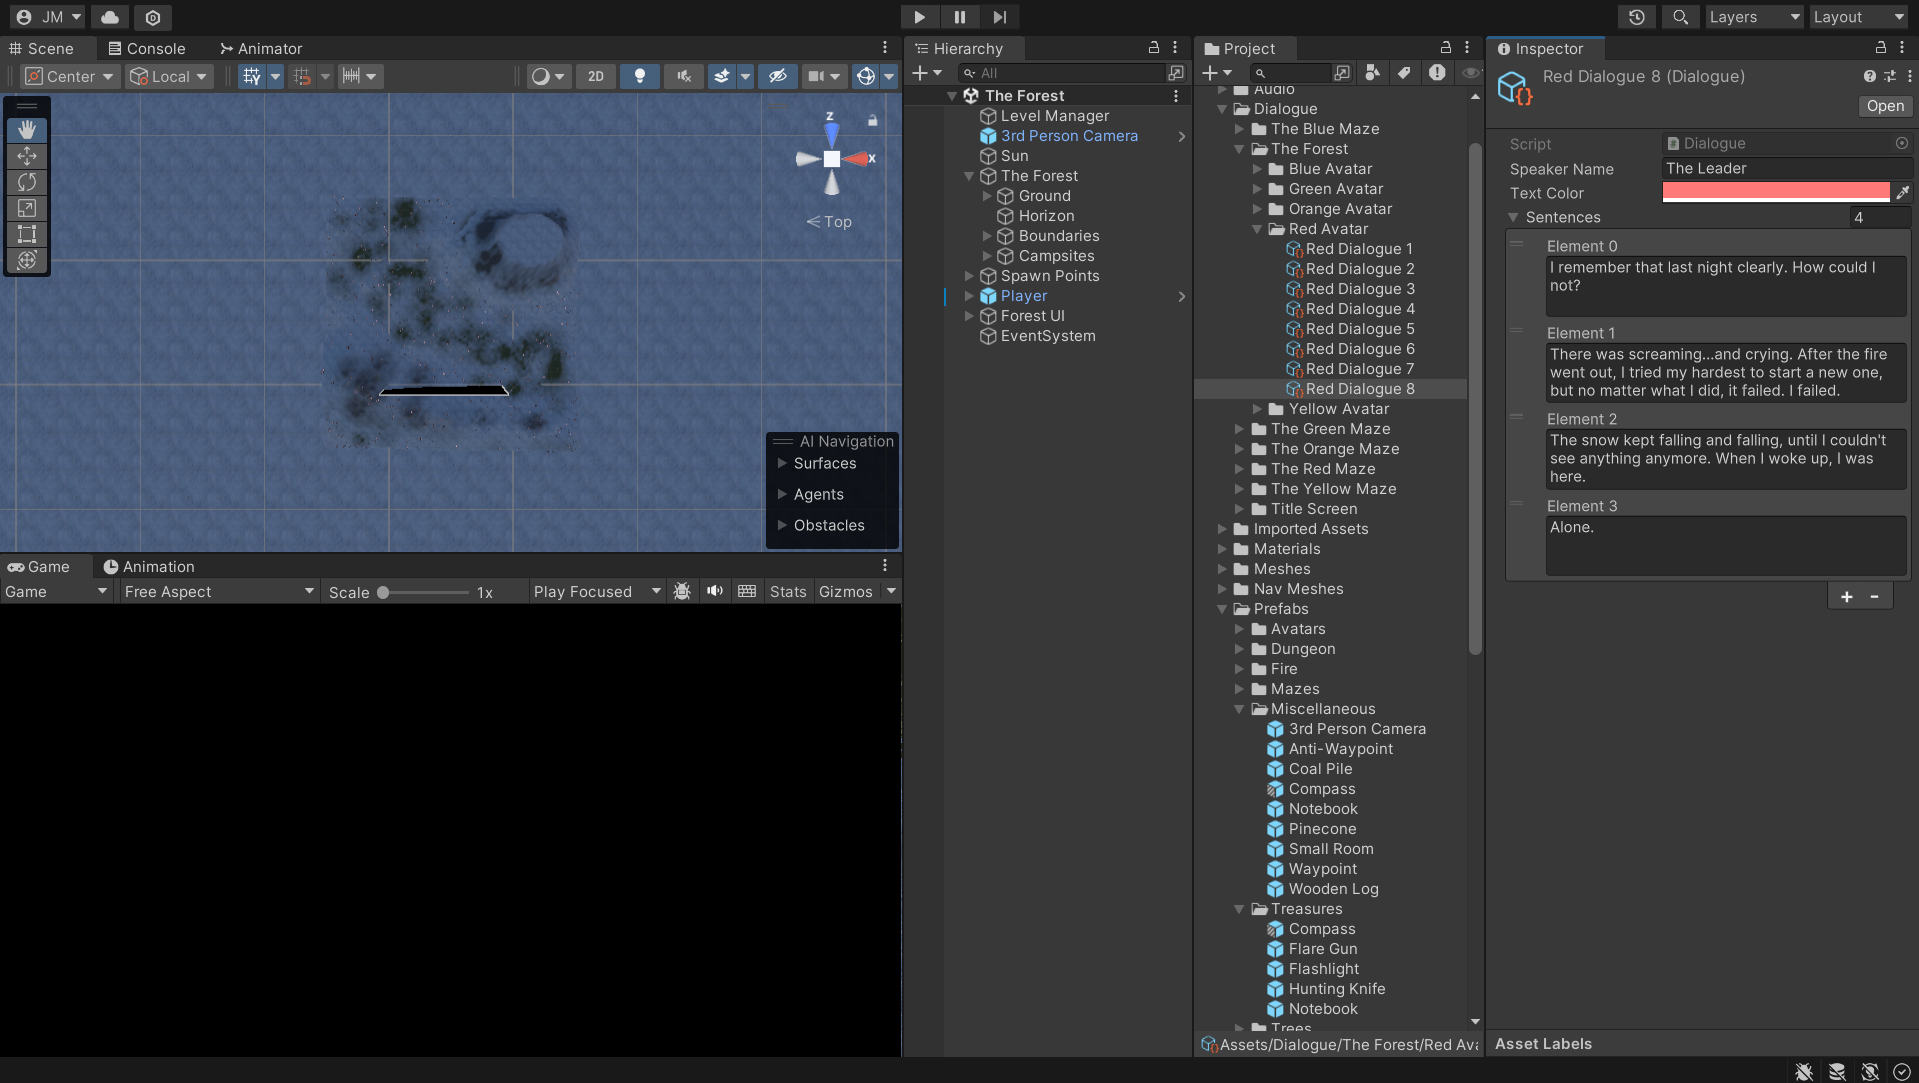 JM
Layers
Layout
Scene
Console
Animator
Center
Local
2D
z
x
Top
AI Navigation
Surfaces
Agents
Obstacles
Game
Animation
Game
Free Aspect
Scale
1x
Play Focused
Stats
Gizmos
Hierarchy
All
The Forest
Level Manager
3rd Person Camera
Sun
The Forest
Ground
Horizon
Boundaries
Campsites
Spawn Points
Player
Forest UI
EventSystem
Project
Audio
Dialogue
The Blue Maze
The Forest
Blue Avatar
Green Avatar
Orange Avatar
Red Avatar
Red Dialogue 1
Red Dialogue 2
Red Dialogue 3
Red Dialogue 4
Red Dialogue 5
Red Dialogue 6
Red Dialogue 7
Red Dialogue 8
Yellow Avatar
The Green Maze
The Orange Maze
The Red Maze
The Yellow Maze
Title Screen
Imported Assets
Materials
Meshes
Nav Meshes
Prefabs
Avatars
Dungeon
Fire
Mazes
Miscellaneous
3rd Person Camera
Anti-Waypoint
Coal Pile
Compass
Notebook
Pinecone
Small Room
Waypoint
Wooden Log
Treasures
Compass
Flare Gun
Flashlight
Hunting Knife
Notebook
Trees
Assets/Dialogue/The Forest/Red Ava
Inspector
Red Dialogue 8 (Dialogue)
Open
Script
Dialogue
Speaker Name
The Leader
Text Color
Sentences
4
Element 0
I remember that last night clearly. How could I
not?
Element 1
There was screaming...and crying. After the fire
went out, I tried my hardest to start a new one,
but no matter what I did, it failed. I failed.
Element 2
The snow kept falling and falling, until I couldn't
see anything anymore. When I woke up, I was
here.
Element 3
Alone.
+ -
Asset Labels